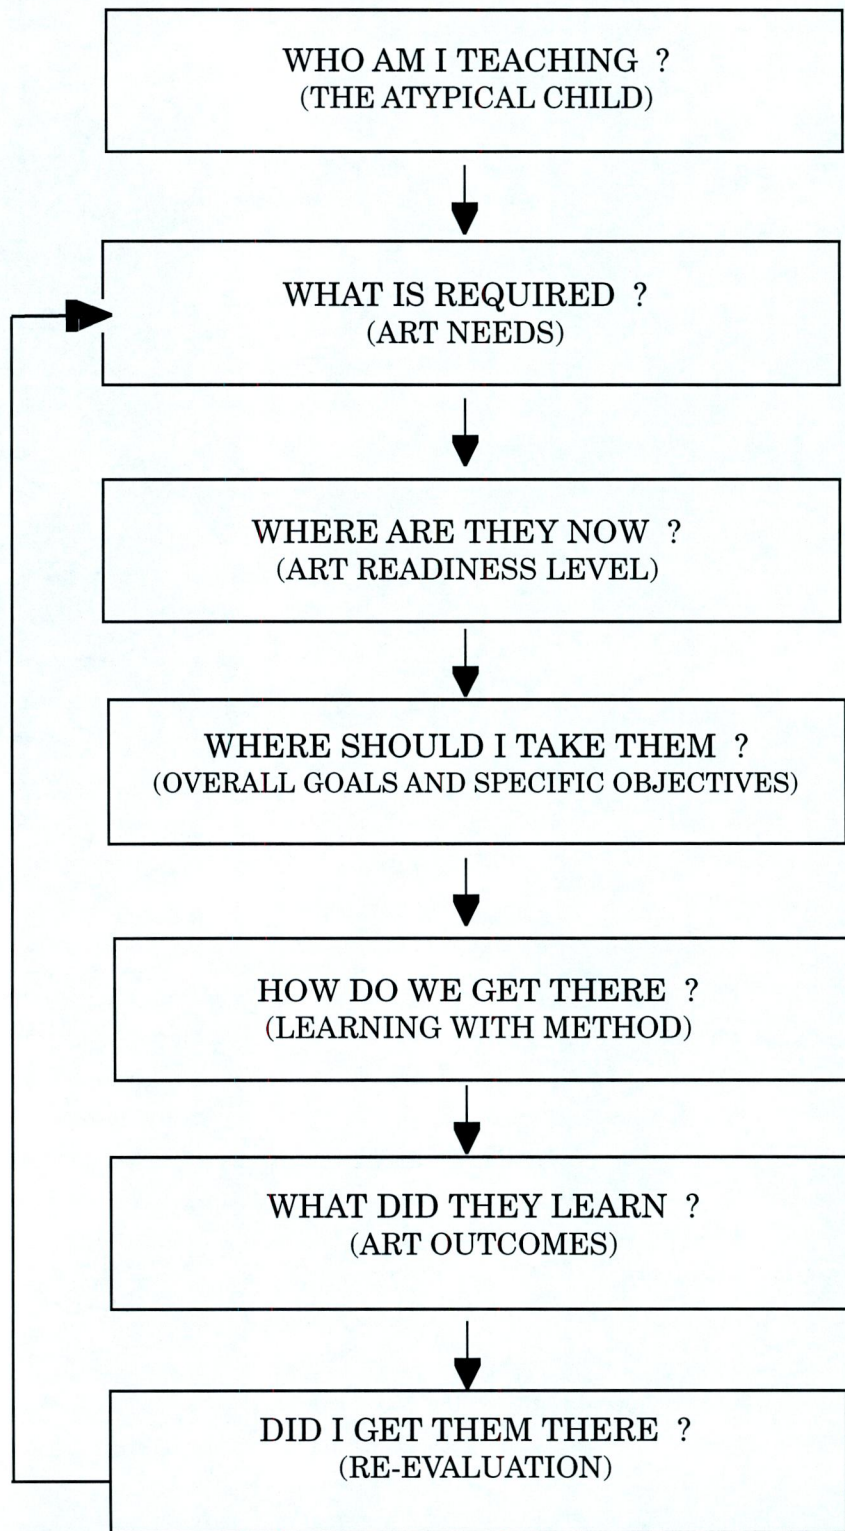 WHO AM I TEACHING ?
(THE ATYPICAL CHILD)
WHAT IS REQUIRED ?
(ART NEEDS)
WHERE ARE THEY NOW ?
(ART READINESS LEVEL)
WHERE SHOULD I TAKE THEM ?
(OVERALL GOALS AND SPECIFIC OBJECTIVES)
HOW DO WE GET THERE ?
(LEARNING WITH METHOD)
WHAT DID THEY LEARN ?
(ART OUTCOMES)
DID I GET THEM THERE ?
(RE-EVALUATION)